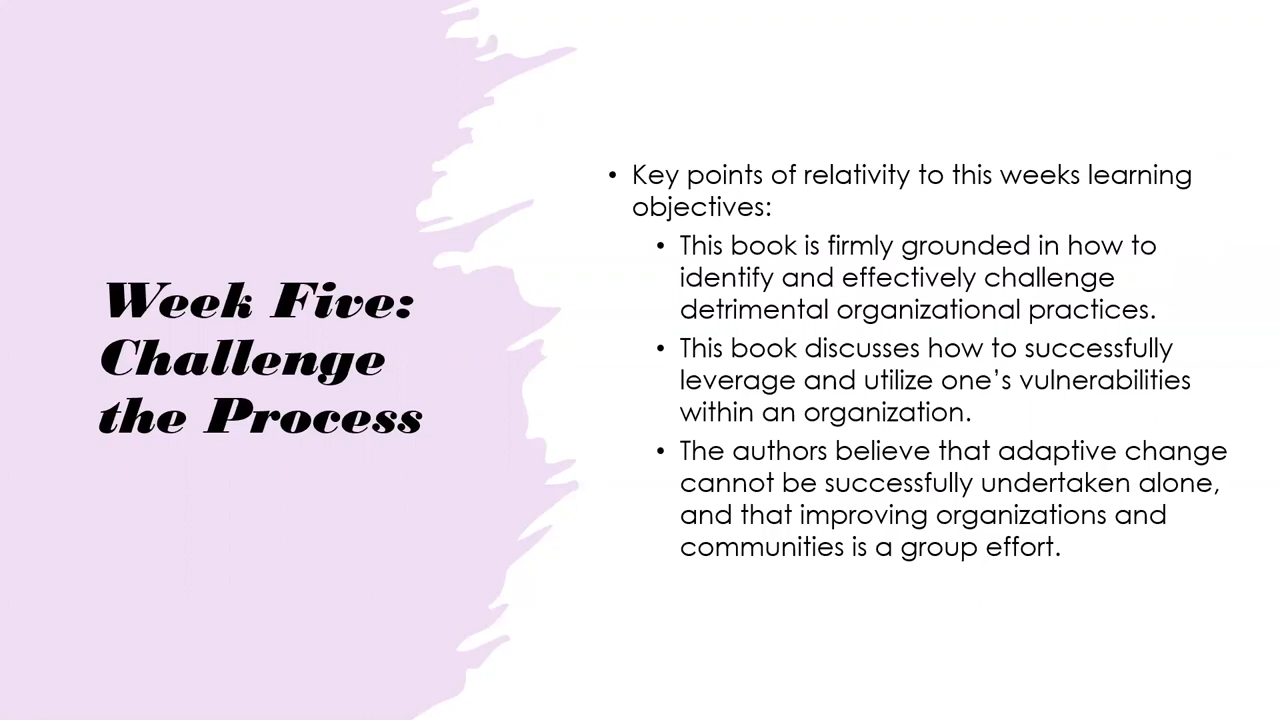 Week Five:
Challenge
the Process
• Key points of relativity to this weeks learning
objectives:
• This book is firmly grounded in how to
identify and effectively challenge
detrimental organizational practices.
• This book discusses how to successfully
leverage and utilize one’s vulnerabilities
within an organization.
• The authors believe that adaptive change
cannot be successfully undertaken alone,
and that improving organizations and
communities is a group effort.